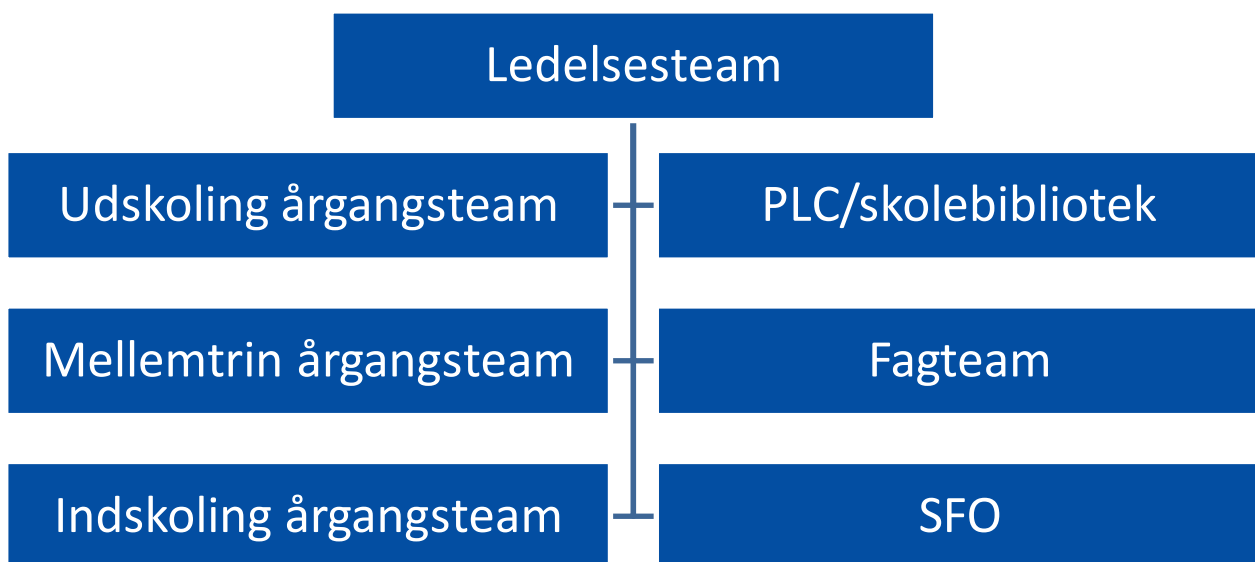 Ledelsesteam
Udskoling årgangsteam
PLC/skolebibliotek
Mellemtrin årgangsteam
Fagteam
Indskoling årgangsteam
SFO